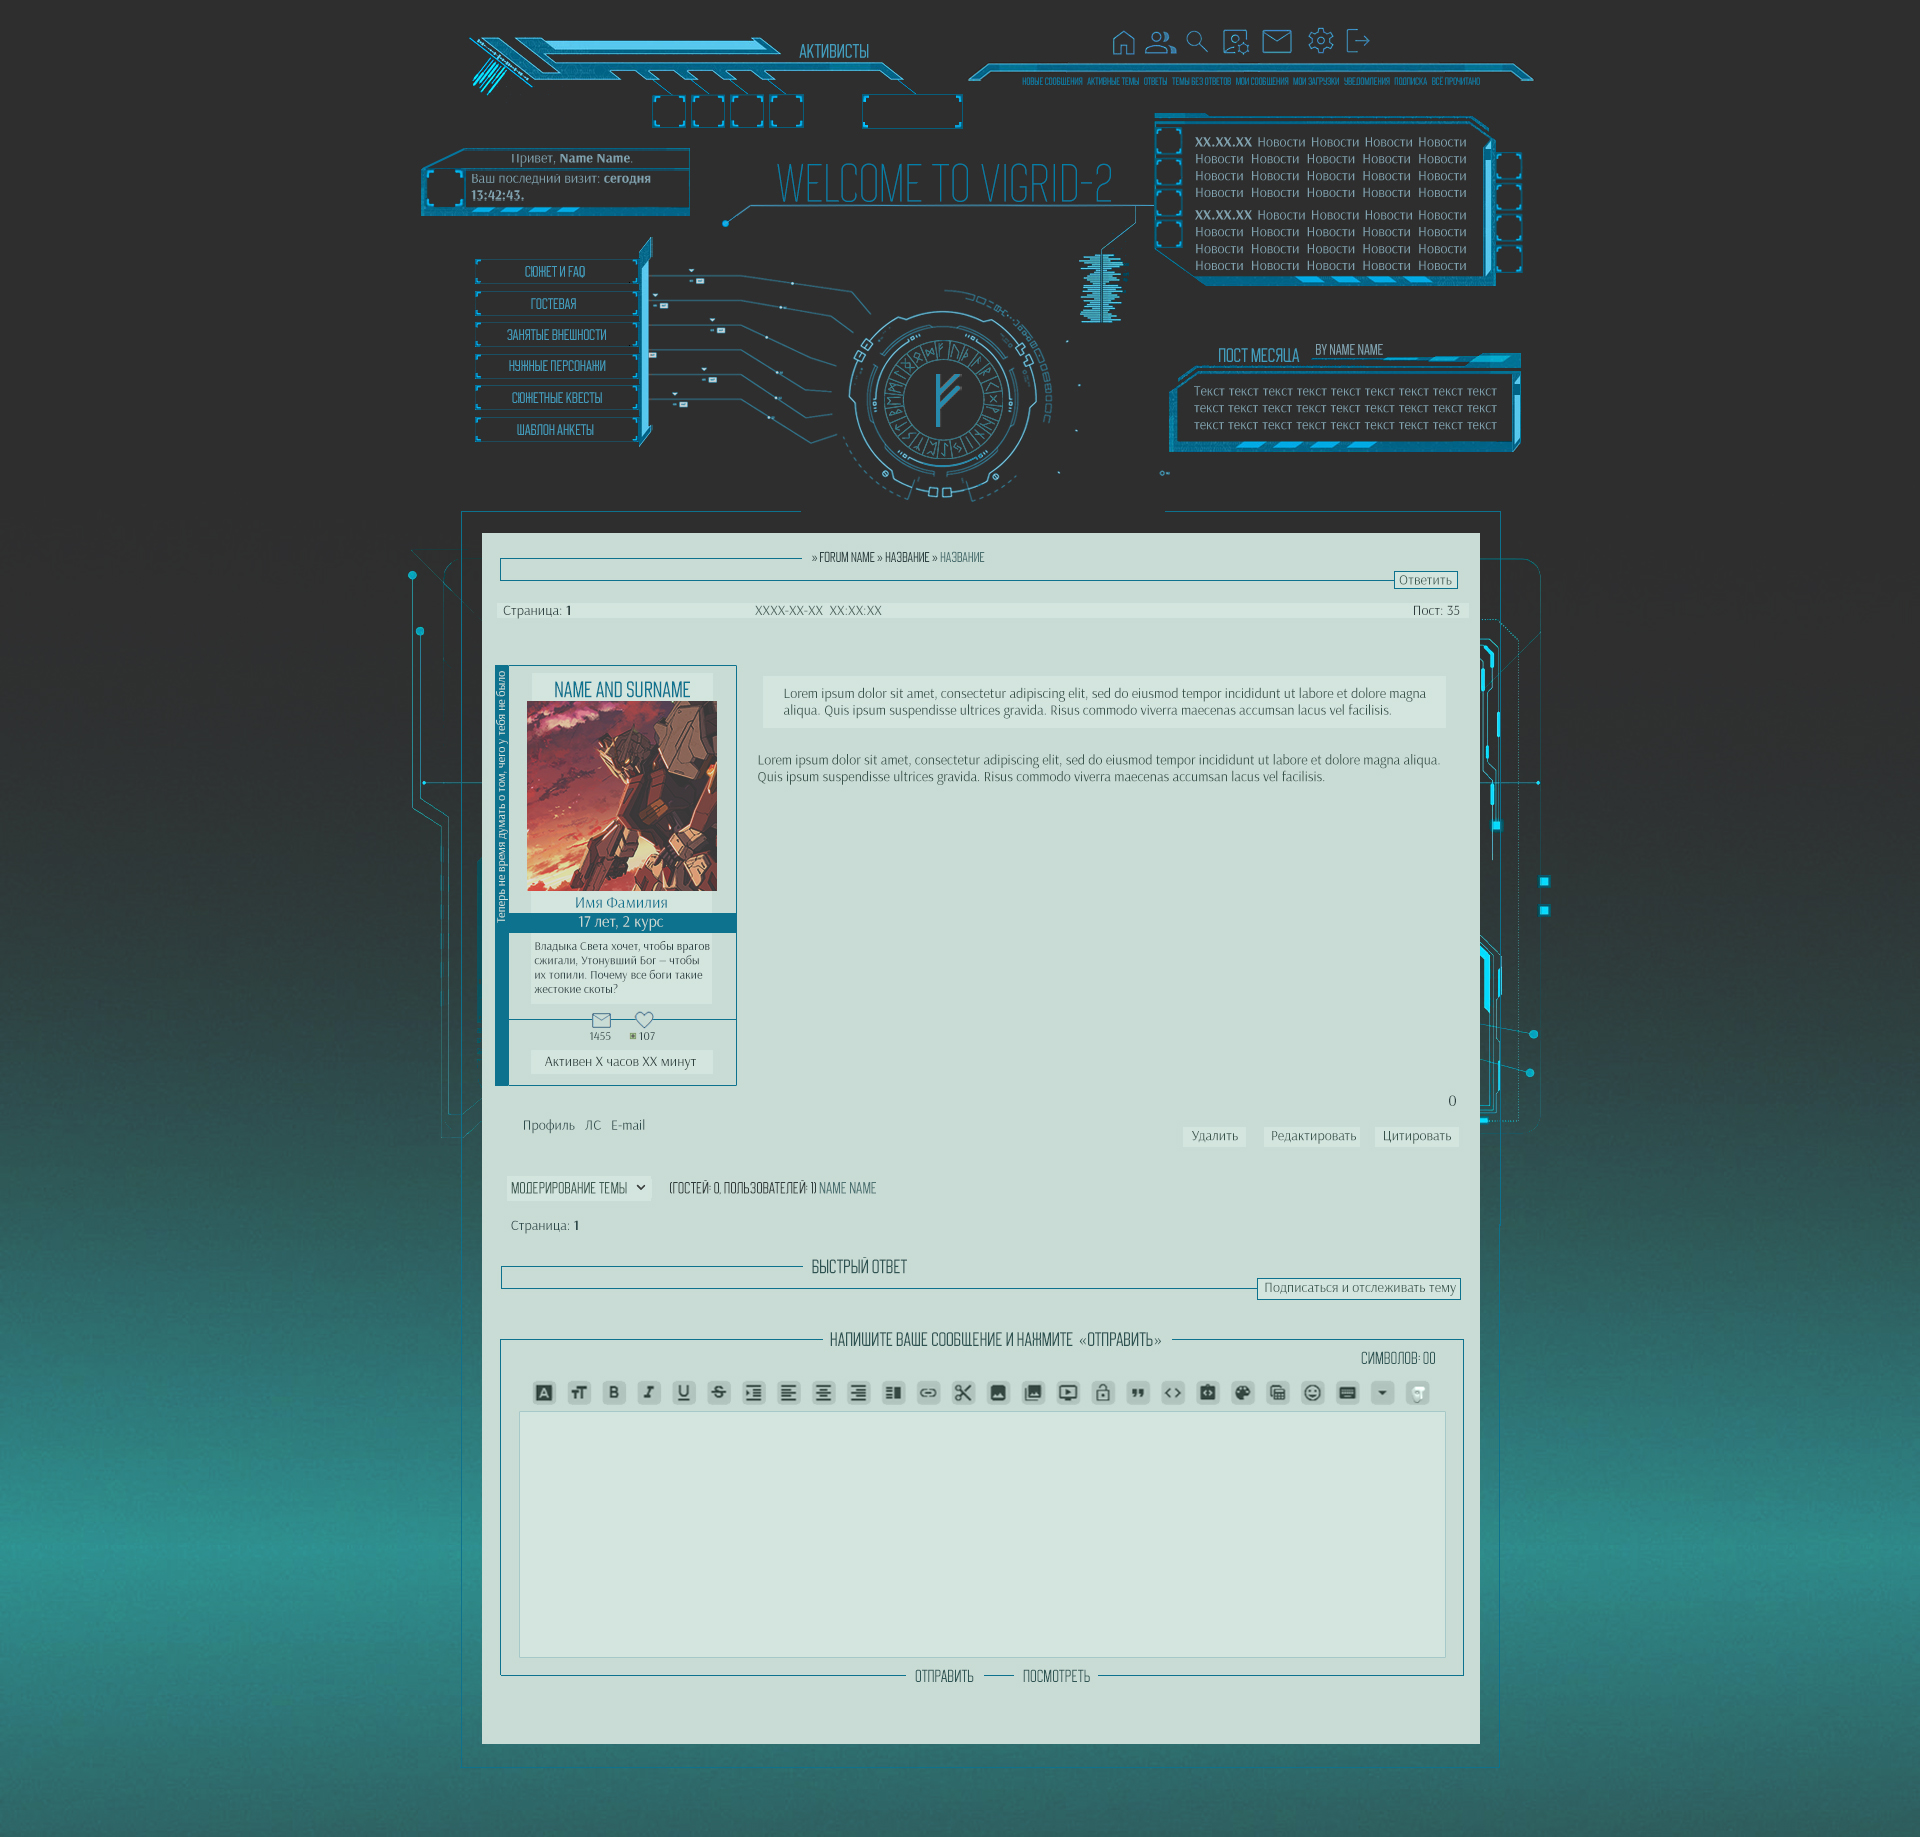 АКТИВИСТЫ
НОВЫЕ СООБЩЕНИЯ АКТИВНЫЕ ТЕМЫ ОТВЕТЫ ТЕМЫ БЕЗ ОТВЕТОВ МОИ СООБЩЕНИЯ МОИ ЗАГРУЗКИ УВЕДОМЛЕНИЯ ПОДПИСКА ВСЁ ПРОЧИТАНО
Привет, Name Name.
Ваш последний визит: сегодня
13:42:43.
WELCOME TO VIGRID-2
XX.XX.XX Новости Новости Новости Новости
Новости Новости Новости Новости Новости
Новости Новости Новости Новости Новости
Новости Новости Новости Новости Новости
XX.XX.XX Новости Новости Новости Новости
Новости Новости Новости Новости Новости
Новости Новости Новости Новости Новости
Новости Новости Новости Новости Новости
СЮЖЕТ И FAQ
ГОСТЕВАЯ
ЗАНЯТЫЕ ВНЕШНОСТИ
НУЖНЫЕ ПЕРСОНАЖИ
СЮЖЕТНЫЕ КВЕСТЫ
ШАБЛОН АНКЕТЫ
ПОСТ МЕСЯЦА BY NAME NAME
Текст текст текст текст текст текст текст текст текст
текст текст текст текст текст текст текст текст текст
текст текст текст текст текст текст текст текст текст
» FORUM NAME » НАЗВАНИЕ » НАЗВАНИЕ
Ответить
Страница: 1 XXXX-XX-XX XX:XX:XX Пост: 35
Теперь не время думать о том, чего у тебя не было
NAME AND SURNAME
Имя Фамилия
17 лет, 2 курс
Владыка Света хочет, чтобы врагов
сжигали, Утонувший Бог — чтобы
их топили. Почему все боги такие
жестокие скоты?
1455 107
Активен X часов XX минут
Lorem ipsum dolor sit amet, consectetur adipiscing elit, sed do eiusmod tempor incididunt ut labore et dolore magna
aliqua. Quis ipsum suspendisse ultrices gravida. Risus commodo viverra maecenas accumsan lacus vel facilisis.
Lorem ipsum dolor sit amet, consectetur adipiscing elit, sed do eiusmod tempor incididunt ut labore et dolore magna aliqua.
Quis ipsum suspendisse ultrices gravida. Risus commodo viverra maecenas accumsan lacus vel facilisis.
0
Профиль ЛС E-mail
Удалить Редактировать Цитировать
МОДЕРИРОВАНИЕ ТЕМЫ (ГОСТЕЙ: 0, ПОЛЬЗОВАТЕЛЕЙ: 1) NAME NAME
Страница: 1
БЫСТРЫЙ ОТВЕТ
Подписаться и отслеживать тему
НАПИШИТЕ ВАШЕ СООБЩЕНИЕ И НАЖМИТЕ «ОТПРАВИТЬ»
СИМВОЛОВ: 00
ОТПРАВИТЬ ПОСМОТРЕТЬ